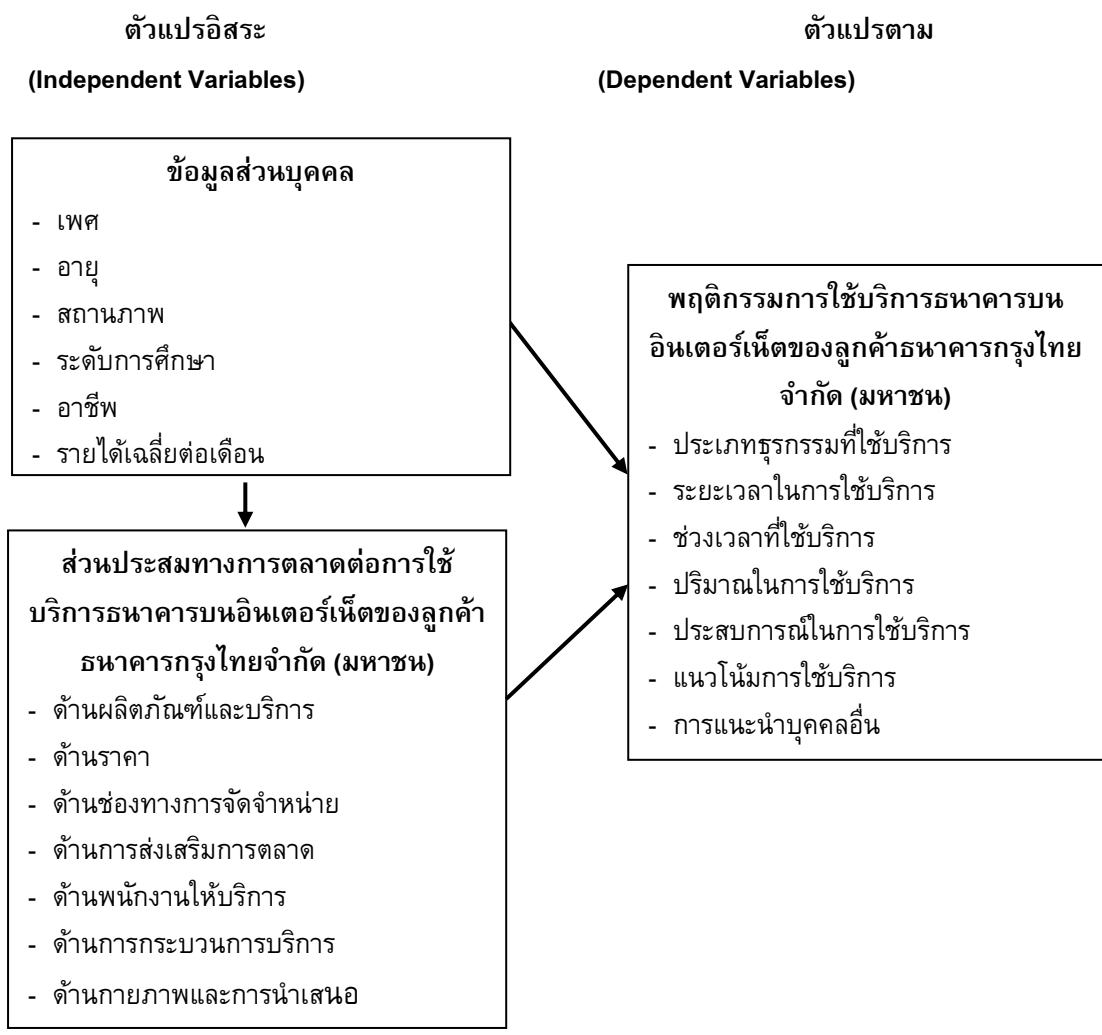 ตัวแปรอิสระ
(Independent Variables)
ตัวแปรตาม
(Dependent Variables)
ข้อมูลส่วนบุคคล
- เพศ
- อายุ
- สถานภาพ
- ระดับการศึกษา
- อาชีพ
- รายได้เฉลี่ยต่อเดือน
ส่วนประสมทางการตลาดต่อการใช้
บริการธนาคารบนอินเตอร์เน็ตของลูกค้า
ธนาคารกรุงไทยจำกัด (มหาชน)
- ด้านผลิตภัณฑ์และบริการ
- ด้านราคา
- ด้านช่องทางการจัดจำหน่าย
- ด้านการส่งเสริมการตลาด
- ด้านพนักงานให้บริการ
- ด้านการกระบวนการบริการ
- ด้านกายภาพและการนำเสนอ
พฤติกรรมการใช้บริการธนาคารบน
อินเตอร์เน็ตของลูกค้าธนาคารกรุงไทย
จำกัด (มหาชน)
- ประเภทธุรกรรมที่ใช้บริการ
- ระยะเวลาในการใช้บริการ
- ช่วงเวลาที่ใช้บริการ
- ปริมาณในการใช้บริการ
- ประสบการณ์ในการใช้บริการ
- แนวโน้มการใช้บริการ
- การแนะนำบุคคลอื่น